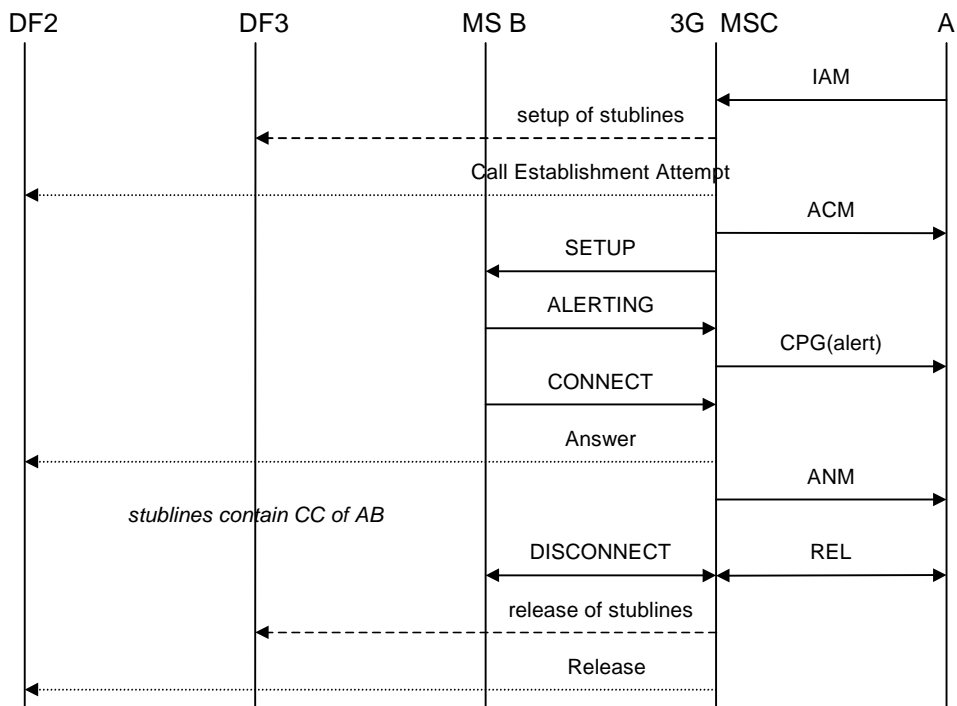 DF2 DF3 MS B 3G MSC A
IAM
setup of stublines
Call Establishment Attempt
ACM
SETUP
ALERTING
CPG(alert)
CONNECT
Answer
ANM
stublines contain CC of AB
DISCONNECT REL
release of stublines
Release